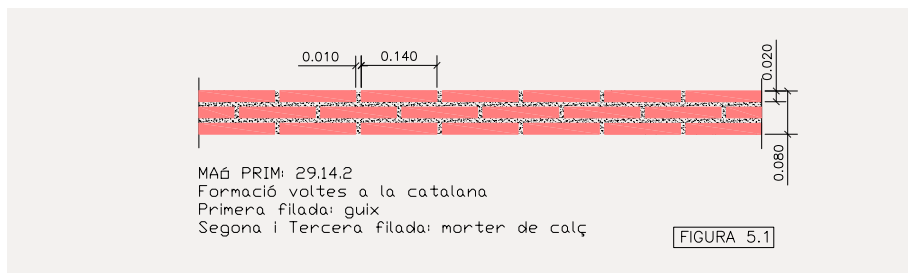 0.010
0.140
0.020
0.080
MAó PRIM: 29.14.2
Formació voltes a la catalana
Primera filada: guix
Segona i Tercera filada: morter de calç
FIGURA 5.1